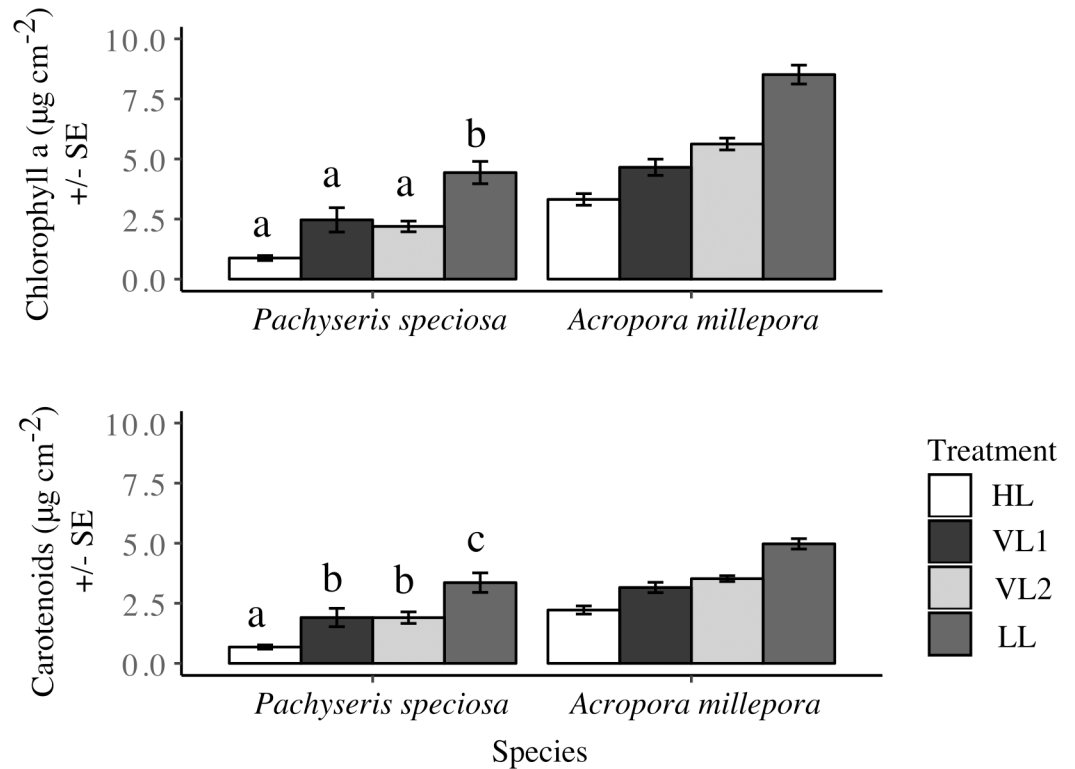 Chlorophyll a (µg cm-2)
+/- SE
10.0
7.5
5.0
2.5
0.0
a
a
a
b
Pachyseris speciosa
Acropora millepora
Carotenoids (µg cm-2)
+/- SE
10.0
7.5
5.0
2.5
0.0
a
b
b
c
Pachyseris speciosa
Acropora millepora
Species
Treatment
HL
VL1
VL2
LL